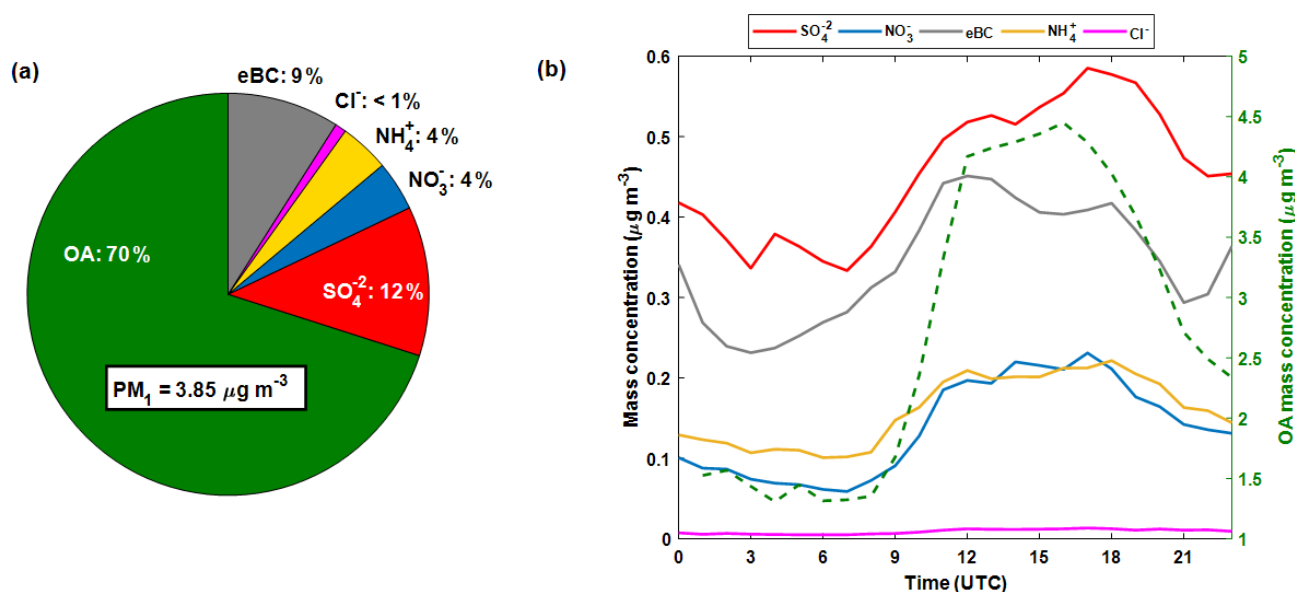 (a)
eBC: 9%
Cl⁻: < 1%
NH₄⁺: 4%
NO₃⁻: 4%
OA: 70%
SO₄⁻²: 12%
PM₁ = 3.85 μg m⁻³
(b)
SO₄⁻² NO₃⁻ eBC NH₄⁺ Cl⁻
0.6
0.5
0.4
0.3
0.2
0.1
0
Mass concentration (μg m⁻³)
5
4.5
4
3.5
3
2.5
2
1.5
1
OA mass concentration (μg m⁻³)
0 3 6 9 12 15 18 21
Time (UTC)